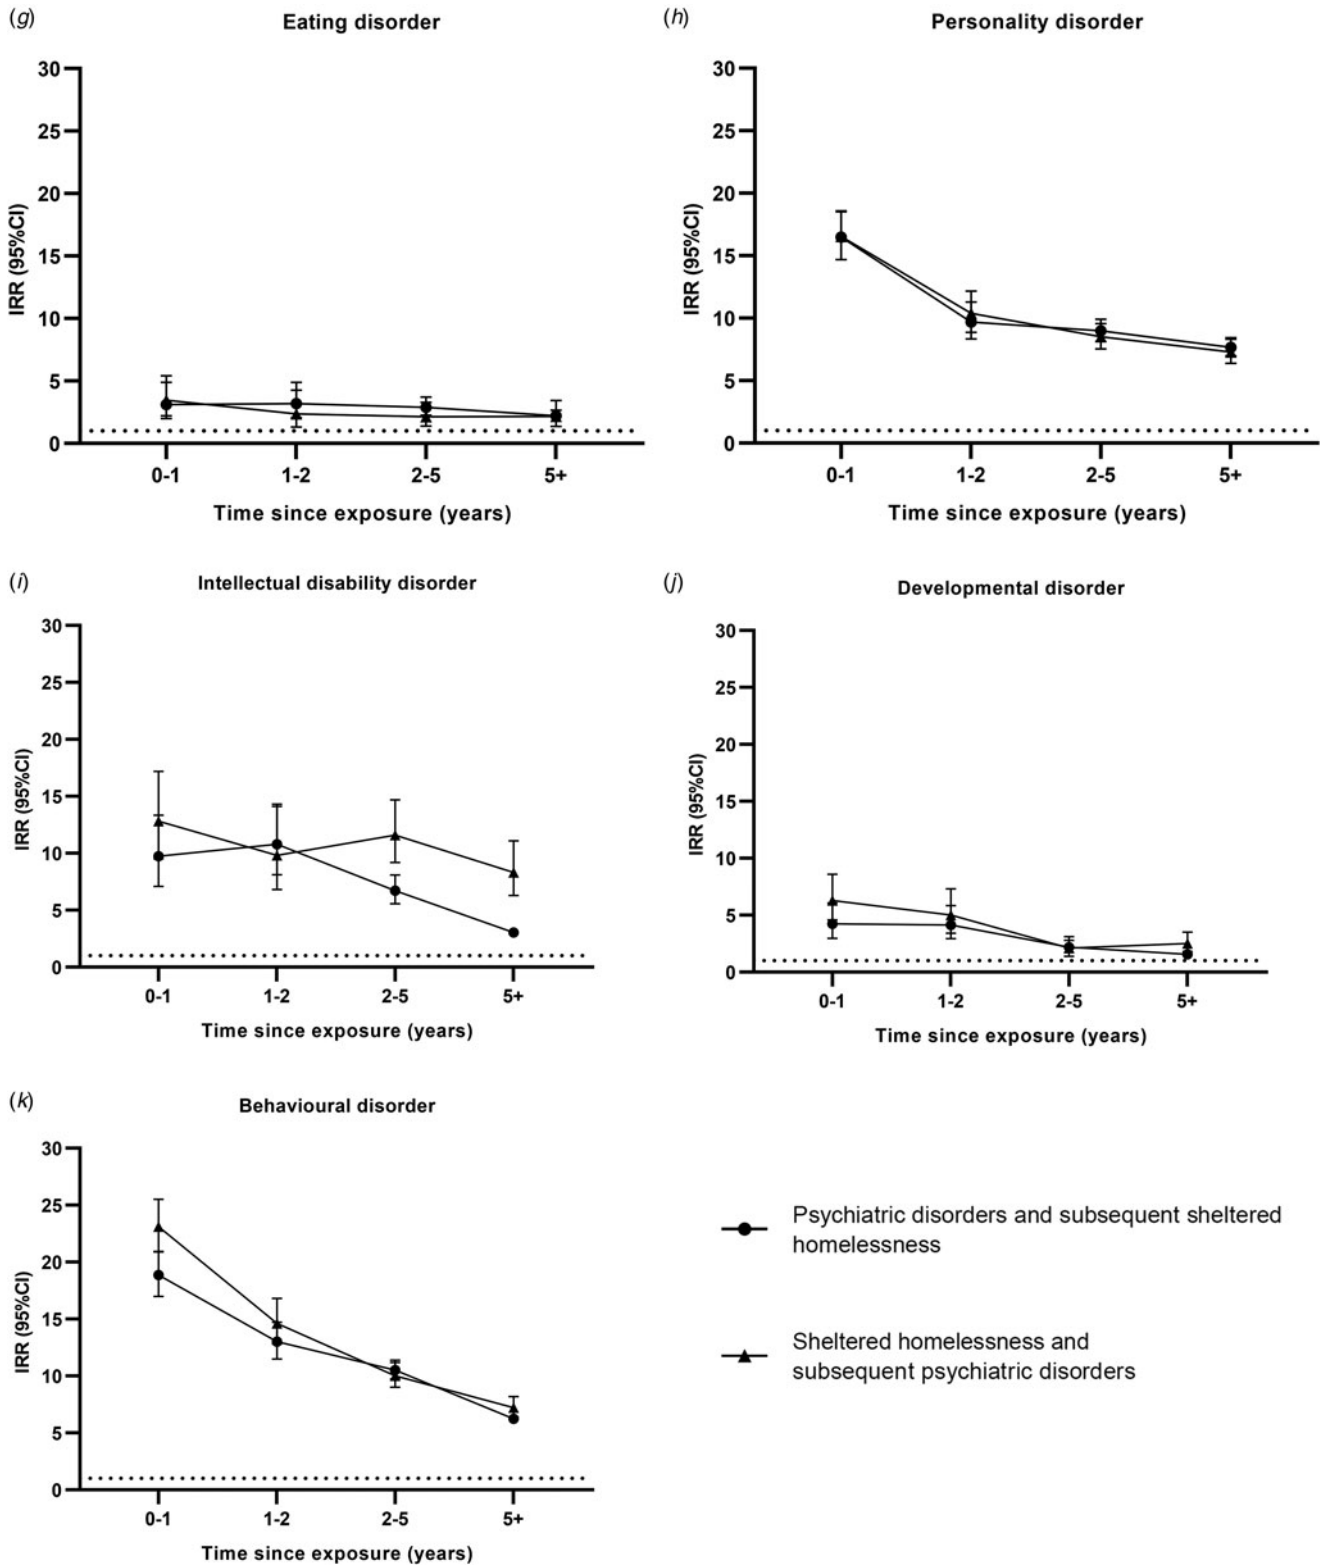 (g)
Eating disorder
30
25
20
15
10
5
0
IRR (95%CI)
0-1 1-2 2-5 5+
Time since exposure (years)
(h)
Personality disorder
30
25
20
15
10
5
0
IRR (95%CI)
0-1 1-2 2-5 5+
Time since exposure (years)
(i)
Intellectual disability disorder
30
25
20
15
10
5
0
IRR (95%CI)
0-1 1-2 2-5 5+
Time since exposure (years)
(j)
Developmental disorder
30
25
20
15
10
5
0
IRR (95%CI)
0-1 1-2 2-5 5+
Time since exposure (years)
(k)
Behavioural disorder
30
25
20
15
10
5
0
IRR (95%CI)
0-1 1-2 2-5 5+
Time since exposure (years)
Psychiatric disorders and subsequent sheltered
homelessness
Sheltered homelessness and
subsequent psychiatric disorders